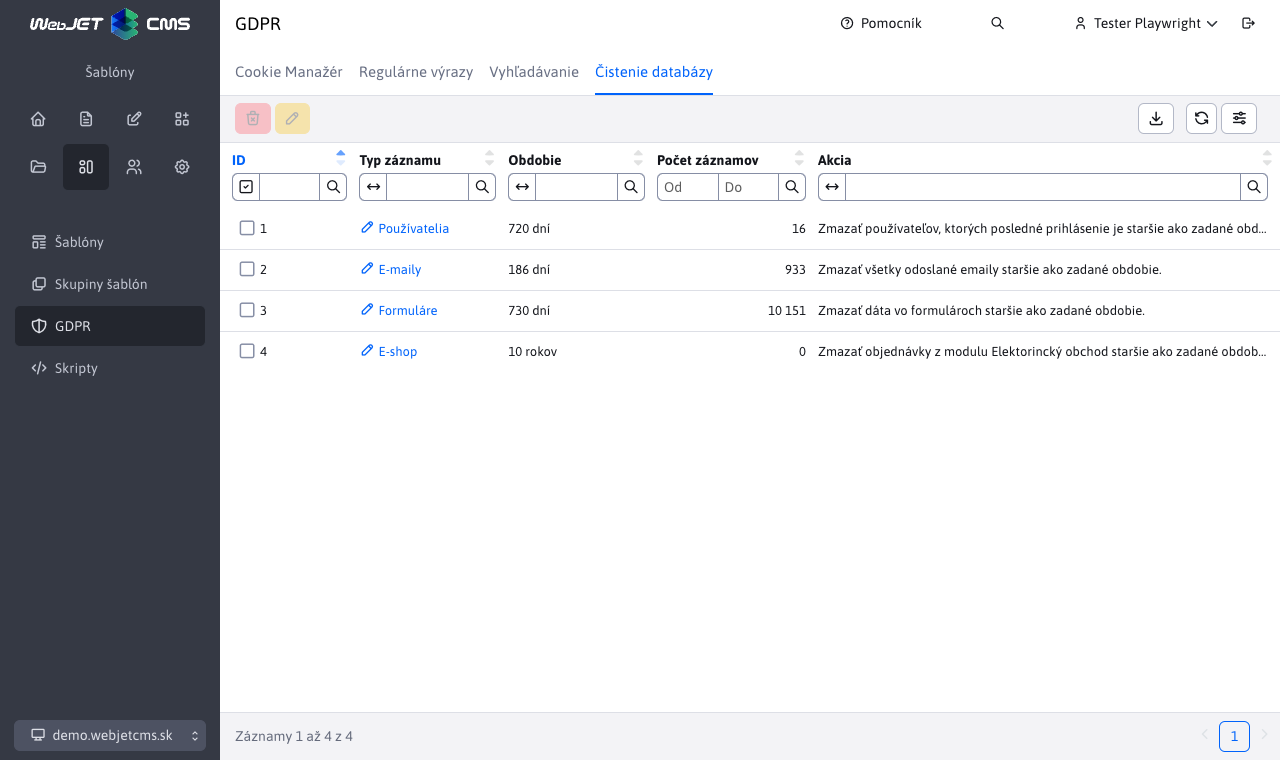 WebJET CMS
GDPR
Pomocník
Tester Playwright
Šablóny
Cookie Manažér
Regulárne výrazy
Vyhľadávanie
Čistenie databázy
ID
Typ záznamu
Obdobie
Počet záznamov
Akcia
Od
Do
1
Používatelia
720 dní
16
Zmazať používateľov, ktorých posledné prihlásenie je staršie ako zadané obd...
2
E-maily
186 dní
933
Zmazať všetky odoslané emaily staršie ako zadané obdobie.
3
Formuláre
730 dní
10 151
Zmazať dáta vo formulároch staršie ako zadané obdobie.
4
E-shop
10 rokov
0
Zmazať objednávky z modulu Elektorincký obchod staršie ako zadané obdob...
Šablóny
Skupiny šablón
GDPR
Skripty
demo.webjetcms.sk
Záznamy 1 až 4 z 4
1